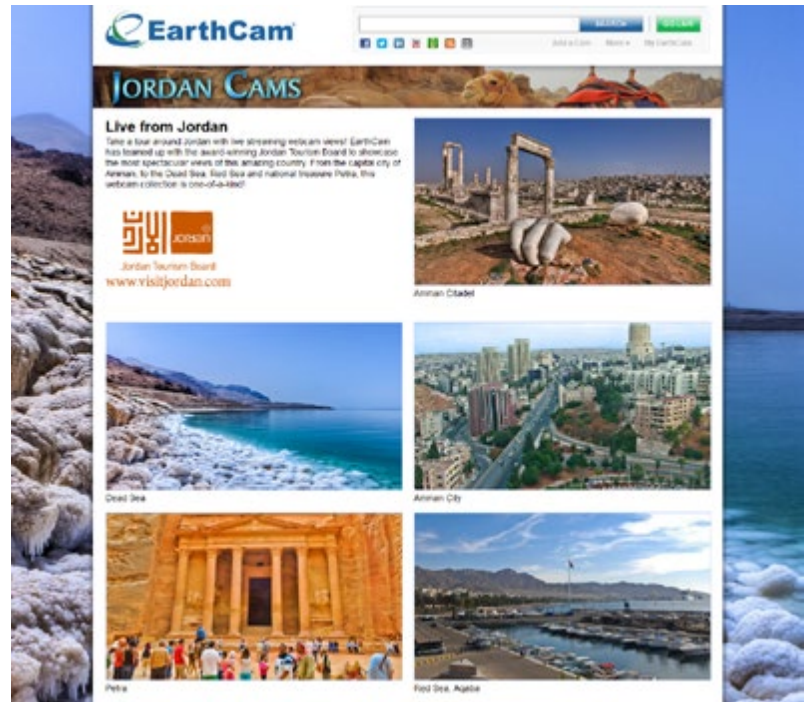 EarthCam
SEARCH
GO LIVE
Add a Cam
More
My EarthCam
JORDAN CAMS
Live from Jordan
Take a tour around Jordan with live streaming webcam views! EarthCam
has teamed up with the award-winning Jordan Tourism Board to showcase
the most spectacular views of this amazing country. From the capital city of
Amman, to the Dead Sea, Red Sea and national treasure Petra, this
webcam collection is one-of-a-kind!
الأردن
JORDAN
Jordan Tourism Board
www.visitjordan.com
Amman Citadel
Dead Sea
Amman City
Petra
Red Sea, Aqaba